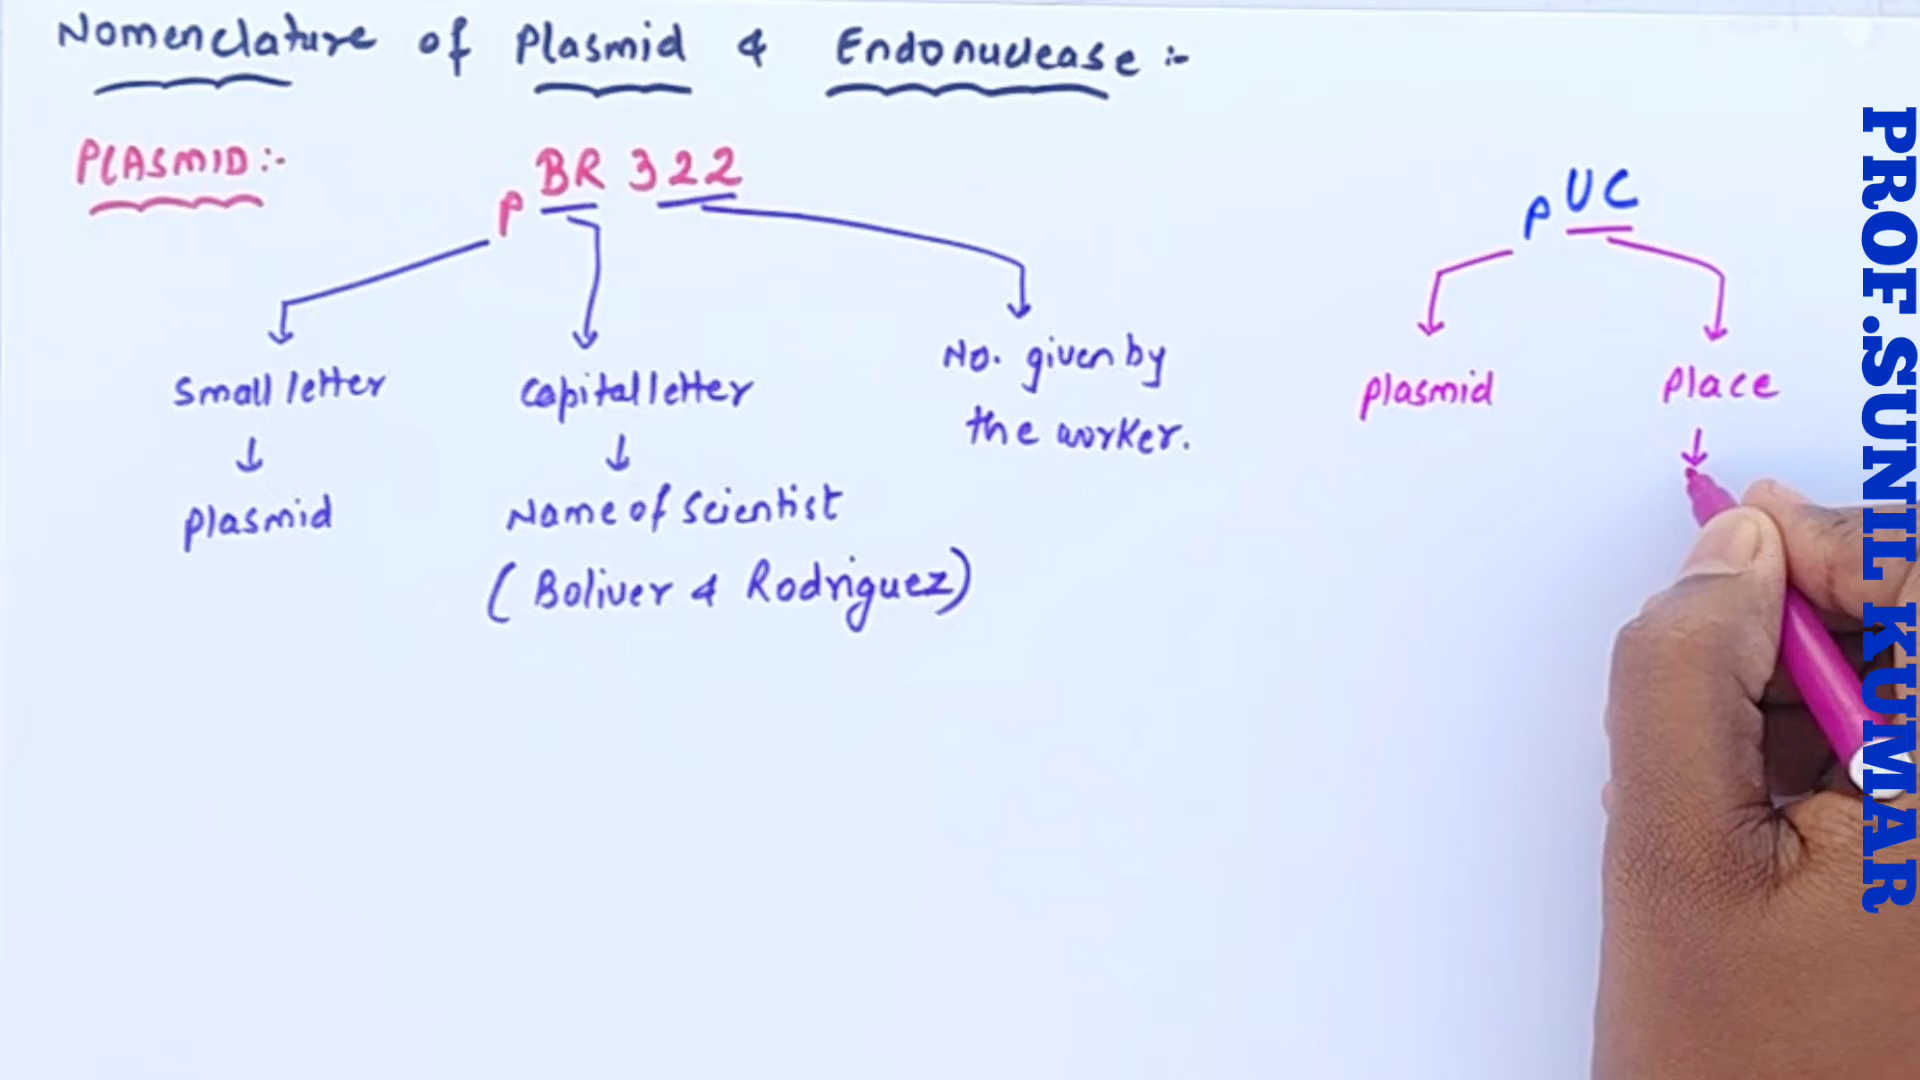 Nomenclature of Plasmid & Endonuclease :-
PLASMID:-
pBR 322
small letter
↓
plasmid
capital letter
↓
Name of scientist
(Boliver & Rodriguez)
No. given by
the worker.
pUC
plasmid
place
↓
PROF.SUNIL KUMAR